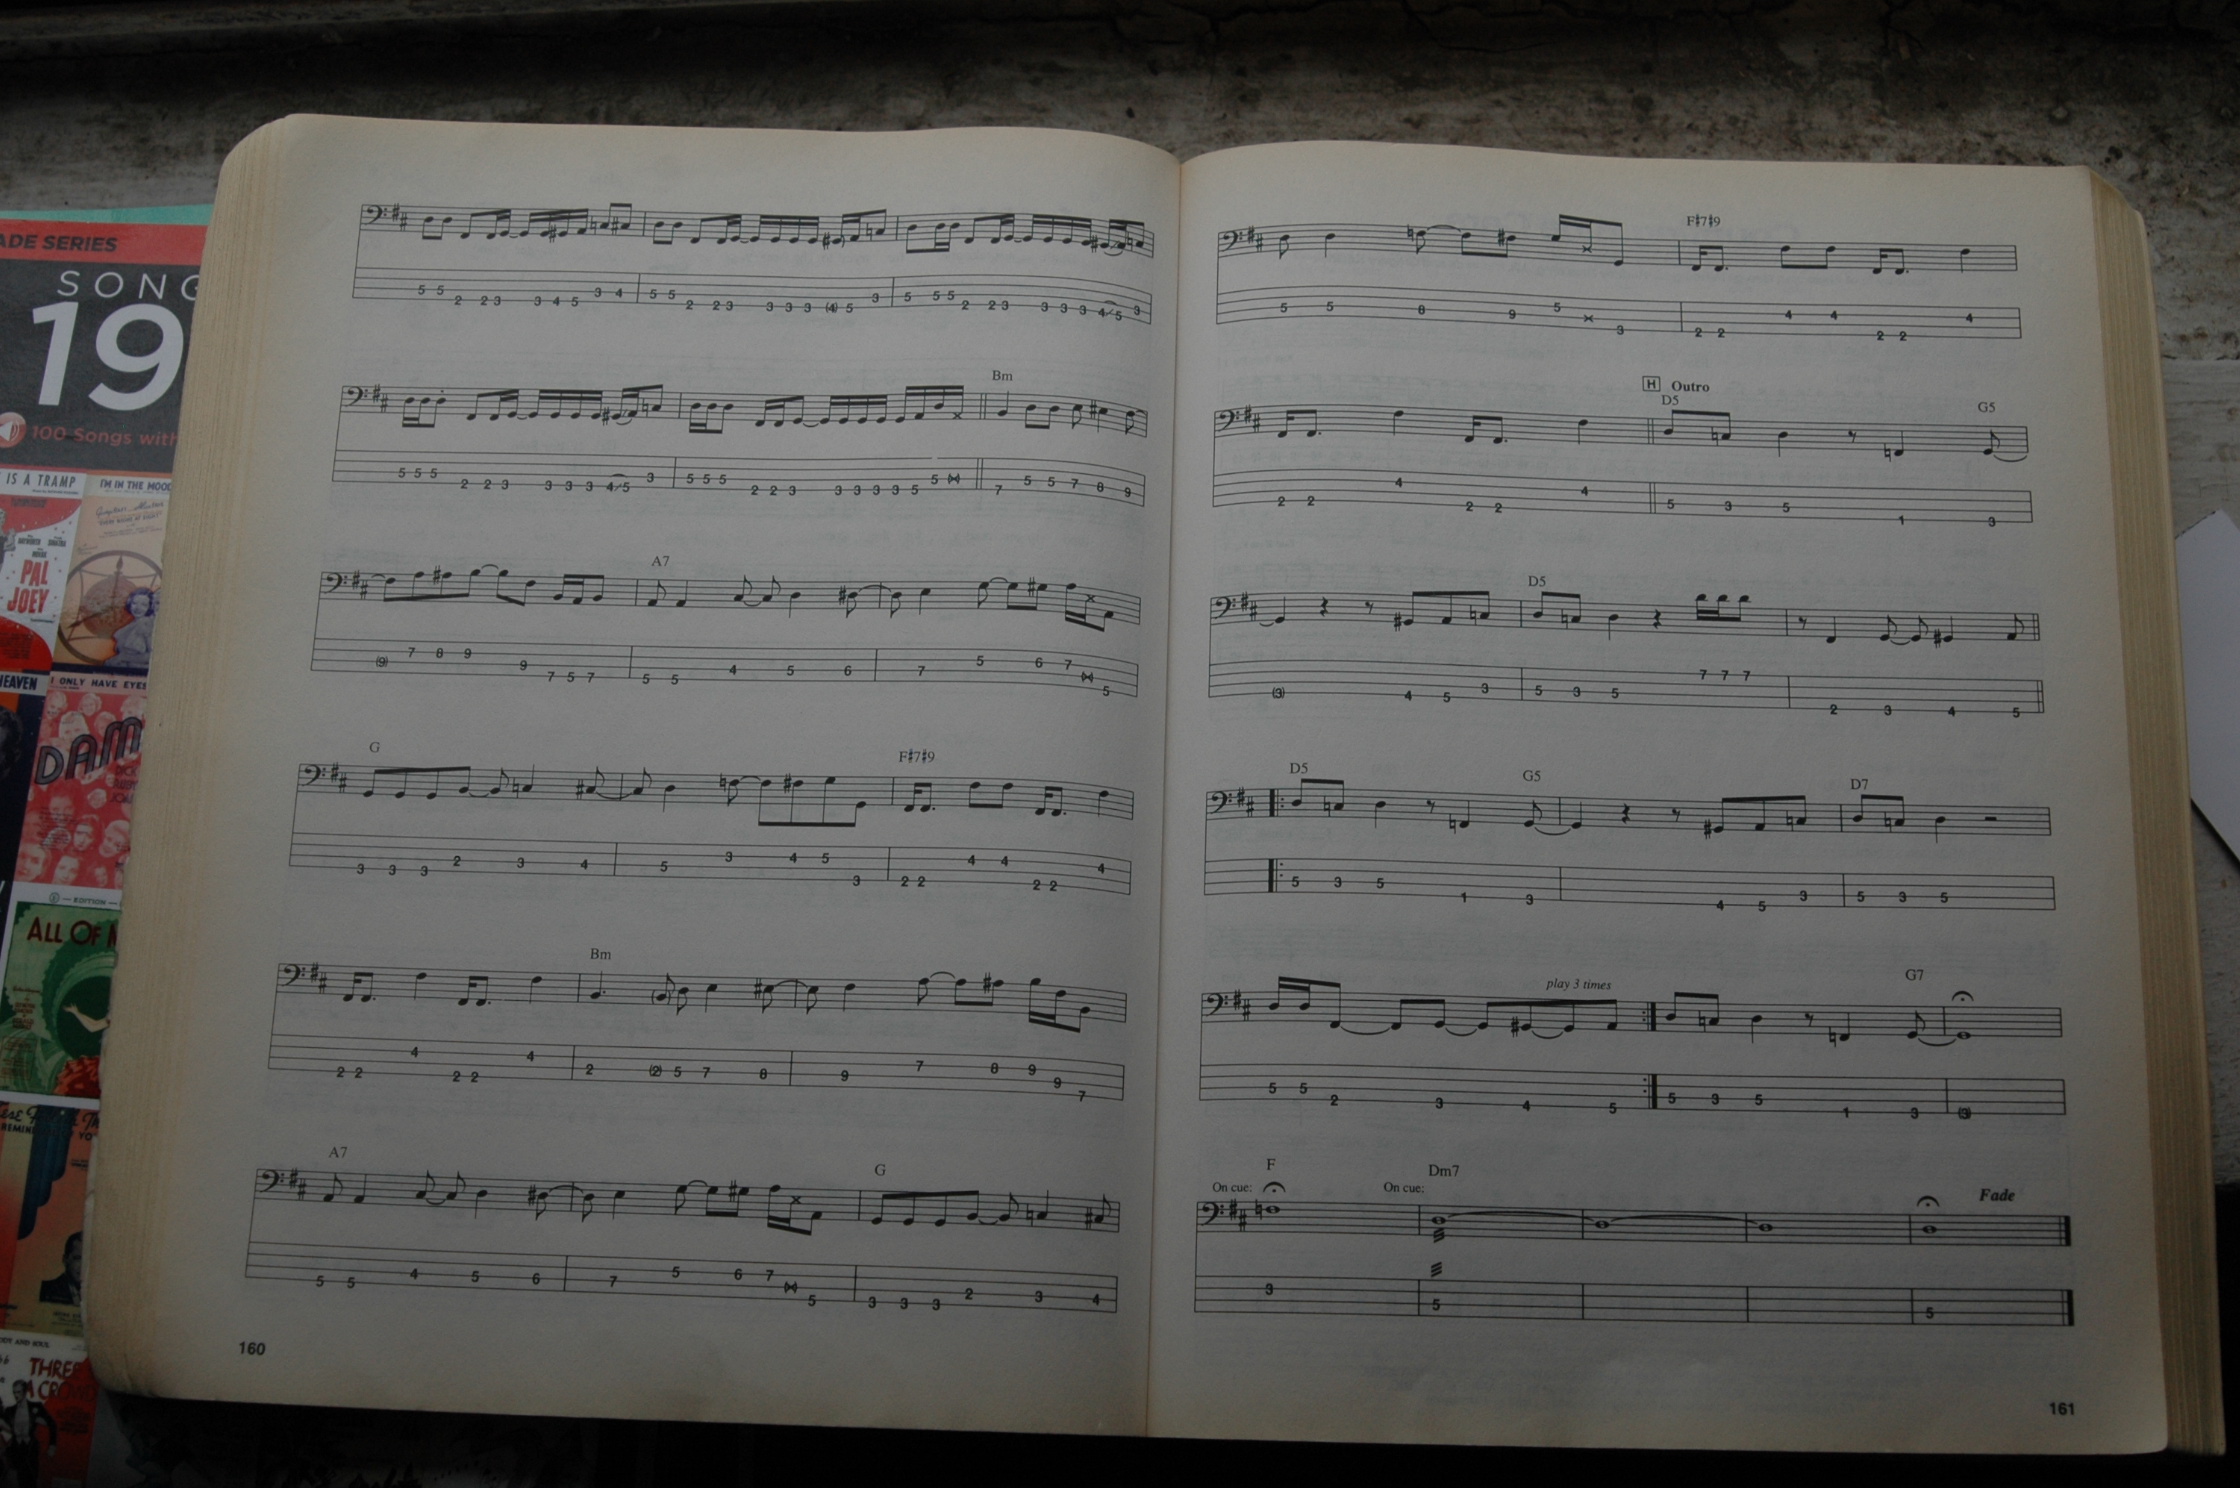 ADE SERIES
SONG
19
100 Songs with
IS A TRAMP
I'M IN THE MOOD
PAL
JOEY
HEAVEN
I ONLY HAVE EYES
DAM
EDITION
ALL OF M
THREE
A CROWD
5 5 2 2 3 3 4 5 3 4 5 5 2 2 3 3 3 3 (4) 5 3 5 5 5 2 2 3 3 3 3 4 5 3
Bm
5 5 5 2 2 3 3 3 3 4 5 3 5 5 5 2 2 3 3 3 3 3 5 5 7 5 5 7 8 9
A7
(9) 7 8 9 9 7 5 7 5 5 4 5 6 7 5 6 7 5
G F♯7♯9
3 3 3 2 3 4 5 3 4 5 3 2 2 4 4 2 2 4
Bm
2 2 4 2 2 4 2 (2) 5 7 8 9 7 8 9 9 7
A7 G
5 5 4 5 6 7 5 6 7 5 3 3 3 2 3 4
160
F♯7♯9
5 5 8 9 5 × 3 2 2 4 4 2 2 4
H Outro
D5 G5
2 2 4 2 2 4 5 3 5 1 3
D5
(3) 4 5 3 5 3 5 7 7 7 2 3 4 5
D5 G5 D7
5 3 5 1 3 4 5 3 5 3 5
play 3 times G7
5 5 2 3 4 5 5 3 5 1 3 (3)
F Dm7
On cue: On cue: Fade
3 5 5
161